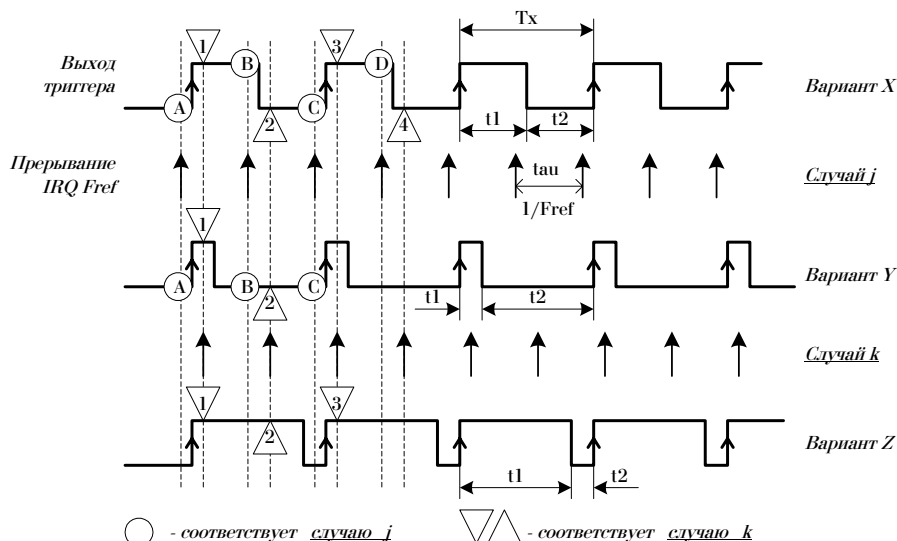 Tx
1
3
Выход
триггера
B
D
Вариант X
A
C
2
4
t1
t2
Прерывание
IRQ Fref
tau
1/Fref
Случай j
1
A
B
C
2
t1
t2
Вариант Y
Случай k
1
3
2
Вариант Z
t1
t2
- соответствует случаю j
- соответствует случаю k